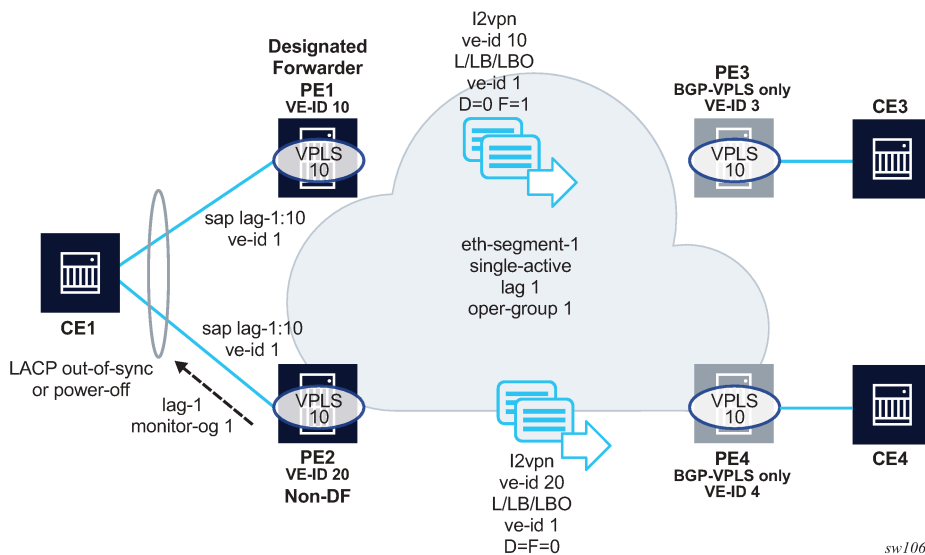 I2vpn
ve-id 10
L/LB/LBO
ve-id 1
D=0 F=1
Designated
Forwarder
PE1
VE-ID 10
VPLS
10
PE3
BGP-VPLS only
VE-ID 3
VPLS
10
CE3
sap lag-1:10
ve-id 1
eth-segment-1
single-active
lag 1
oper-group 1
CE1
sap lag-1:10
ve-id 1
LACP out-of-sync
or power-off
lag-1
monitor-og 1
VPLS
10
PE2
VE-ID 20
Non-DF
I2vpn
ve-id 20
L/LB/LBO
ve-id 1
D=F=0
VPLS
10
PE4
BGP-VPLS only
VE-ID 4
CE4
sw106